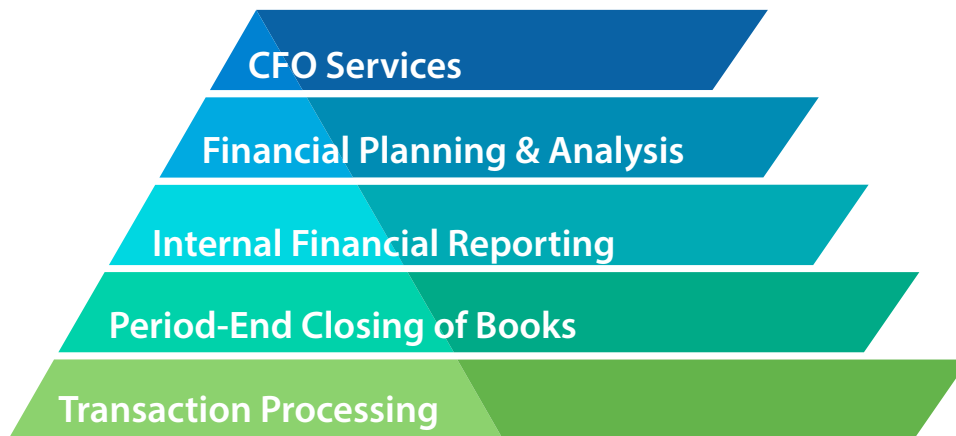 CFO Services
Financial Planning & Analysis
Internal Financial Reporting
Period-End Closing of Books
Transaction Processing